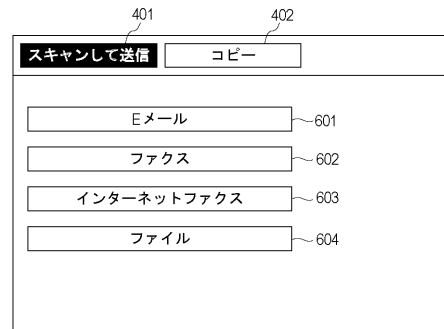 401
402
スキャンして送信
コピー
Eメール
601
ファクス
602
インターネットファクス
603
ファイル
604